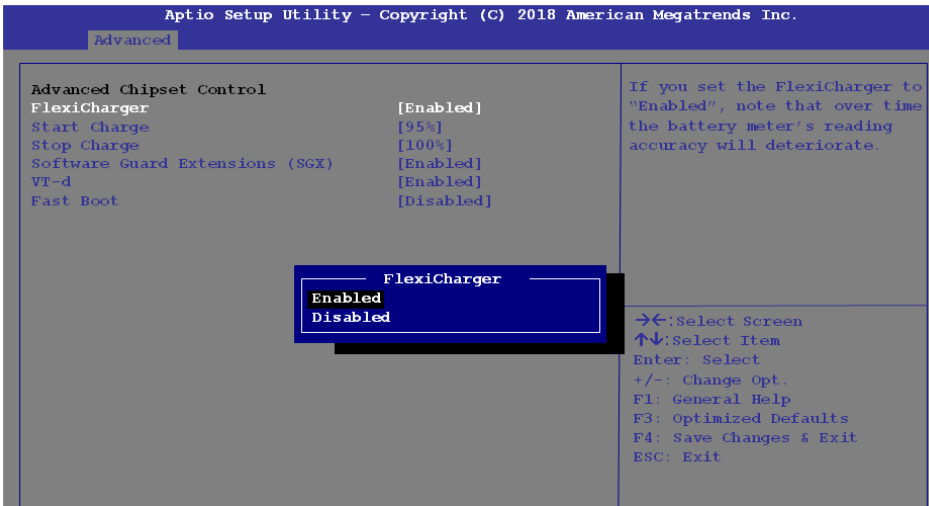 Aptio Setup Utility – Copyright (C) 2018 American Megatrends Inc.
Advanced
Advanced Chipset Control
FlexiCharger [Enabled]
Start Charge [95%]
Stop Charge [100%]
Software Guard Extensions (SGX) [Enabled]
VT-d [Enabled]
Fast Boot [Disabled]
If you set the FlexiCharger to
"Enabled", note that over time
the battery meter's reading
accuracy will deteriorate.
FlexiCharger
Enabled
Disabled
→←:Select Screen
↑↓:Select Item
Enter: Select
+/-: Change Opt.
F1: General Help
F3: Optimized Defaults
F4: Save Changes & Exit
ESC: Exit